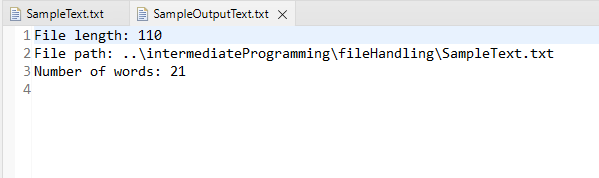 SampleText.txt SampleOutputText.txt
1 File length: 110
2 File path: ..\intermediateProgramming\fileHandling\SampleText.txt
3 Number of words: 21
4